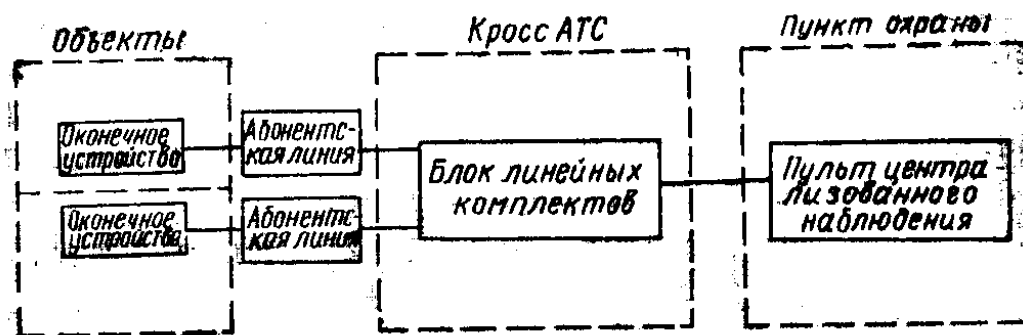 Объекты
Кросс АТС
Пункт охраны
Оконечное
устройство
Абонентс-
кая линия
Оконечное
устройство
Абонентс-
кая линия
Блок линейных
комплектов
Пульт центра
лизованного
наблюдения